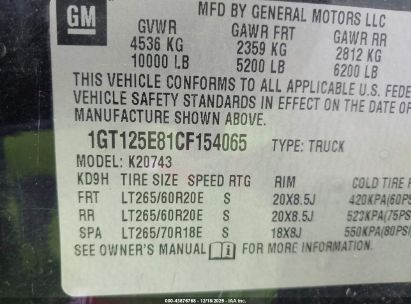 GM
MFD BY GENERAL MOTORS LLC
GVWR GAWR FRT GAWR RR
4536 KG 2359 KG 2812 KG
10000 LB 5200 LB 6200 LB
THIS VEHICLE CONFORMS TO ALL APPLICABLE U.S. FEDE
VEHICLE SAFETY STANDARDS IN EFFECT ON THE DATE
MANUFACTURE SHOWN ABOVE.
1GT125E81CF154065 TYPE: TRUCK
MODEL: K20743
KD9H TIRE SIZE SPEED RTG RIM COLD TIRE
FRT LT265/60R20E S 20X8.5J 420KPA(60PS
RR LT265/60R20E S 20X8.5J 523KPA(75PS
SPA LT265/70R18E S 18X8J 550KPA(80PSI
SEE OWNER'S MANUAL FOR MORE INFORMATION.